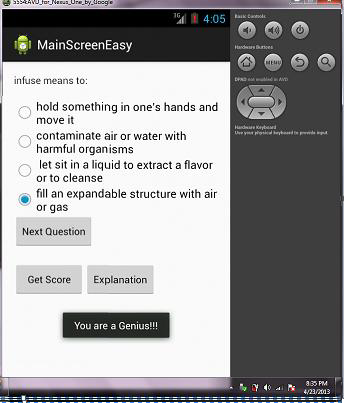 5554:AVD_for_Nexus_One_by_Google
3G 4:05
MainScreenEasy
infuse means to:
hold something in one's hands and
move it
contaminate air or water with
harmful organisms
let sit in a liquid to extract a flavor
or to cleanse
fill an expandable structure with air
or gas
Next Question
Get Score Explanation
You are a Genius!!!
Basic Controls
Hardware Buttons
MENU
DPAD not enabled in AVD
Hardware Keyboard
Use your physical keyboard to provide input
8:35 PM
4/23/2013